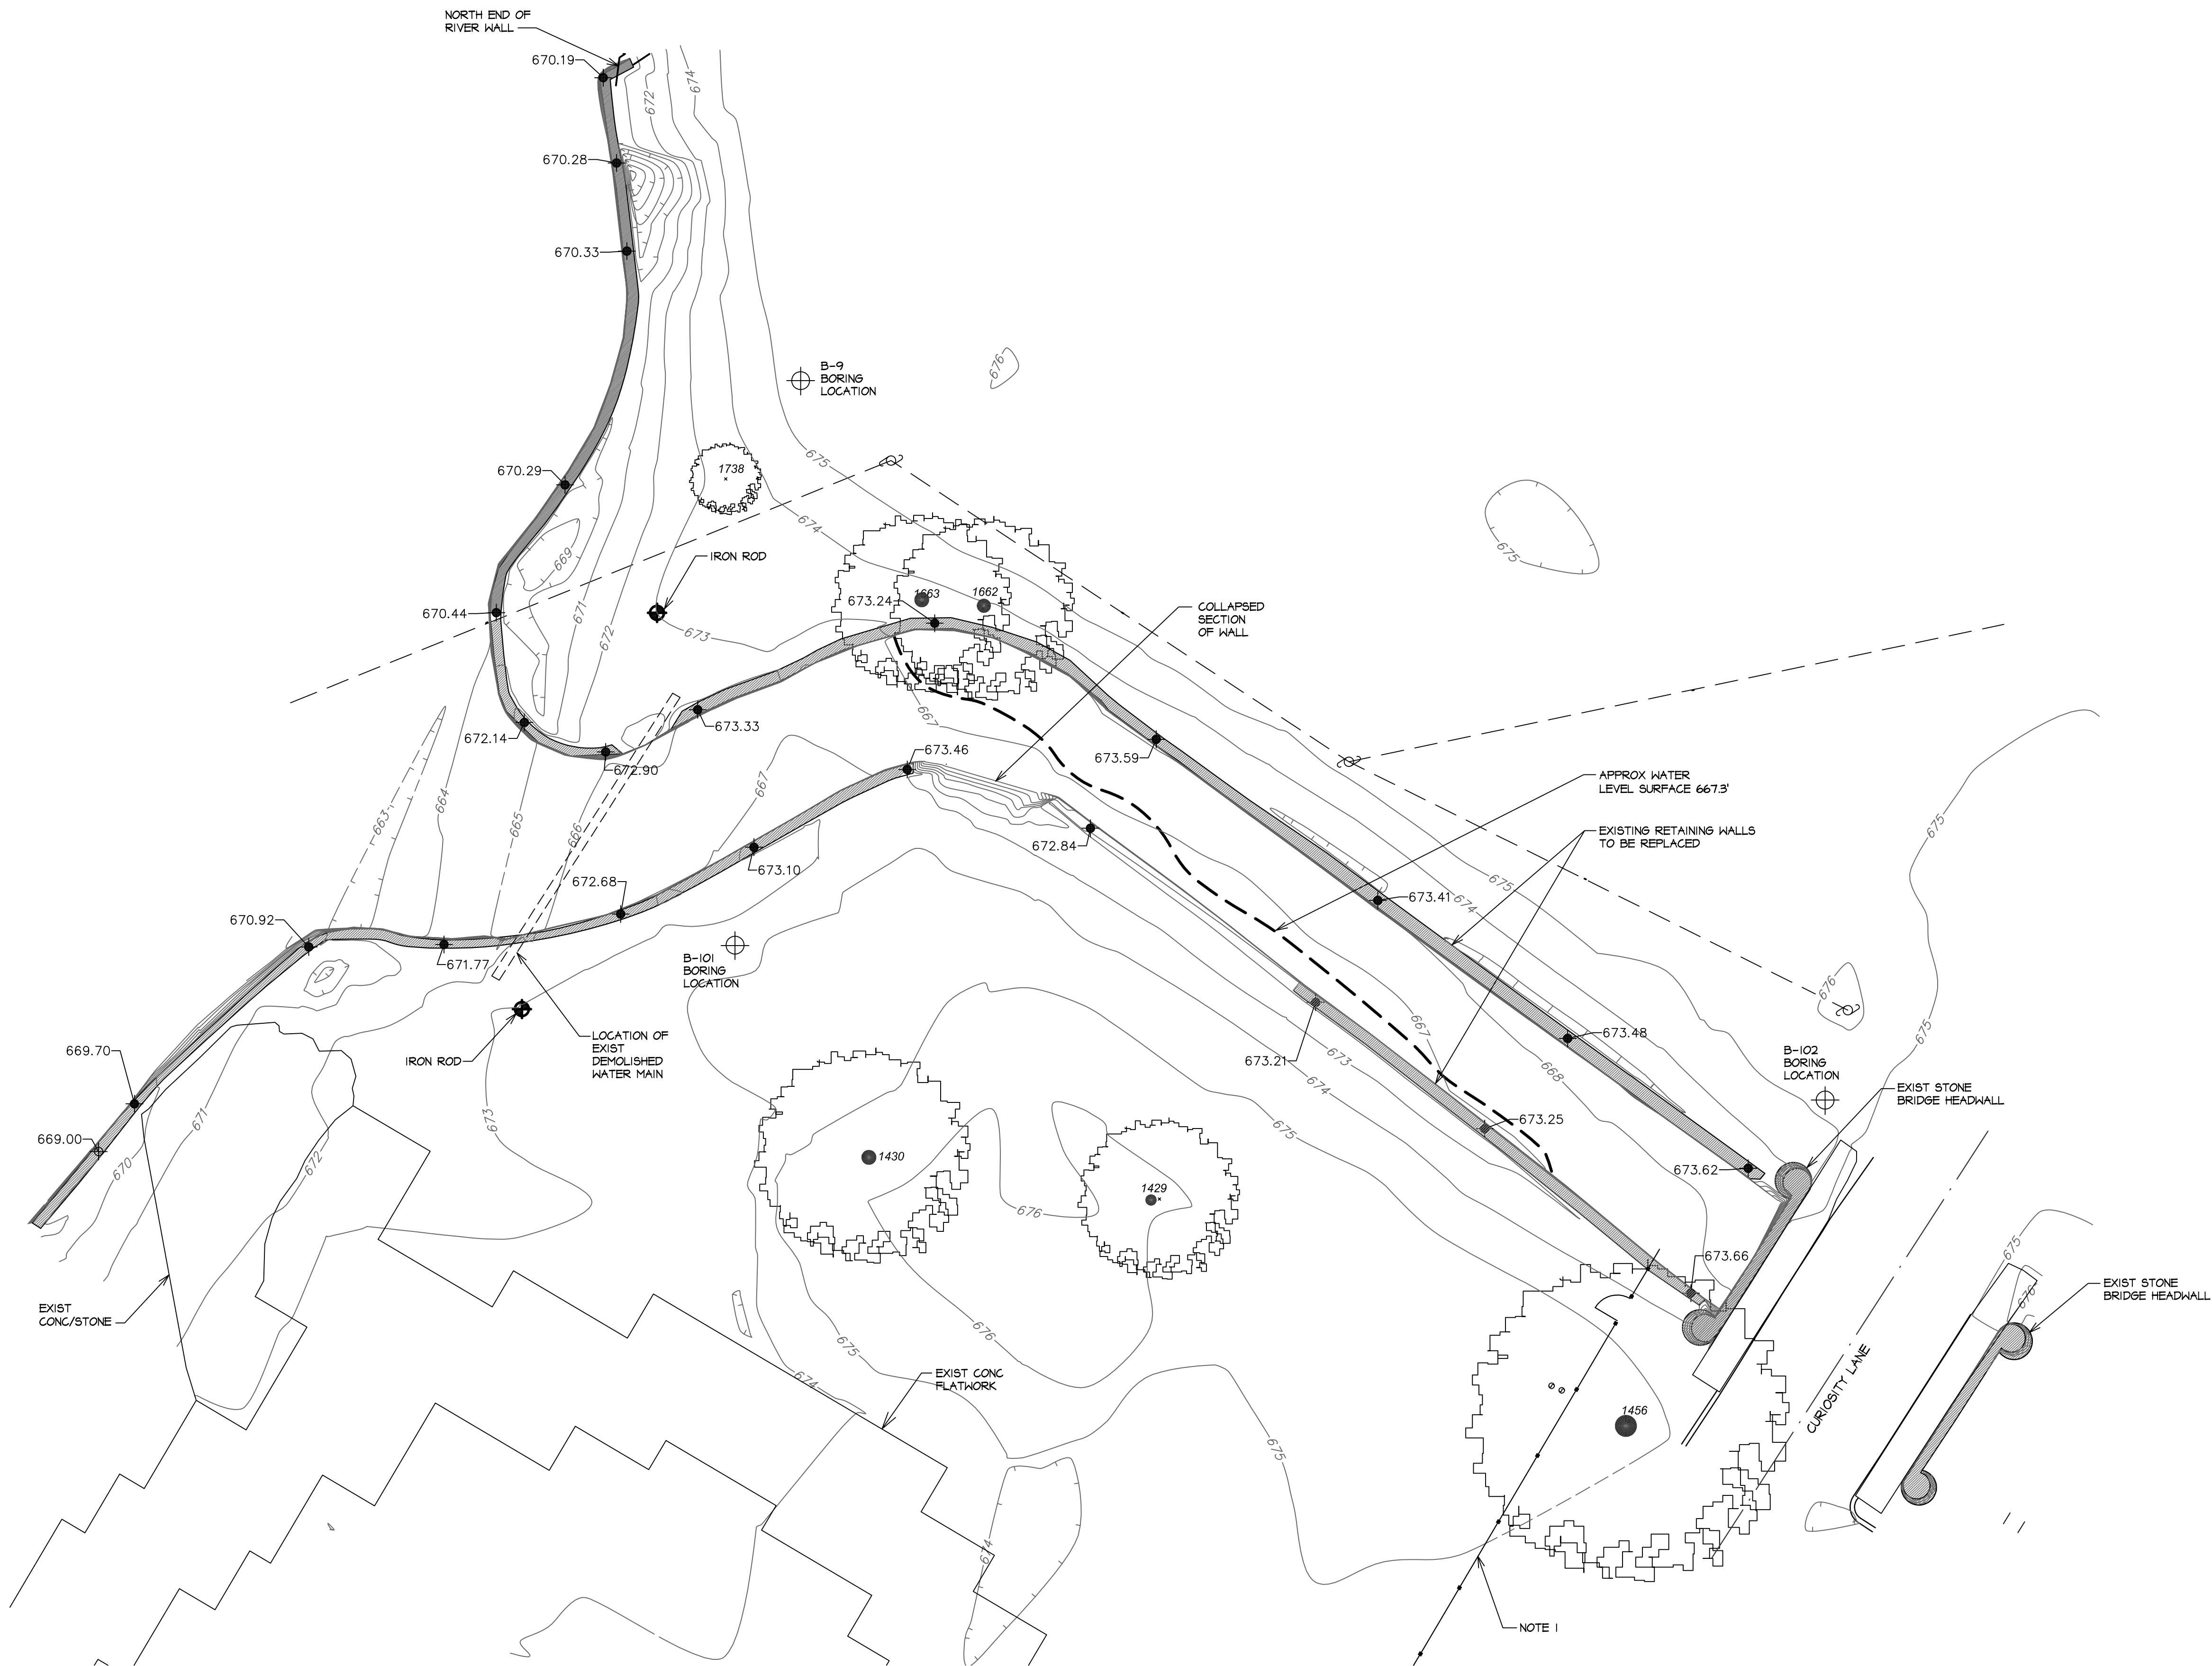 NORTH END OF
RIVER WALL
670.19
672
674
670.28
670.33
676
B-9
BORING
LOCATION
675
670.29
1738
674
675
669
IRON ROD
670.44
671
672
673
673.24
1663
1662
COLLAPSED
SECTION
OF WALL
667
672.14
673.33
672.90
673.59
673.46
APPROX WATER
LEVEL SURFACE 667.3'
663
664
665
666
667
EXISTING RETAINING WALLS
TO BE REPLACED
675
672.84
673.10
672.68
675
674
673.41
670.92
671.77
B-101
BORING
LOCATION
676
667
673.48
675
LOCATION OF
EXIST
DEMOLISHED
WATER MAIN
IRON ROD
669.70
673.21
673
674
668
B-102
BORING
LOCATION
EXIST STONE
BRIDGE HEADWALL
671
673
669.00
670
672
1430
675
673.25
673.62
1429
676
673.66
675
676
EXIST STONE
BRIDGE HEADWALL
EXIST
CONC/STONE
676
675
674
EXIST CONC
FLATWORK
CURIOSITY LANE
1456
675
674
NOTE 1